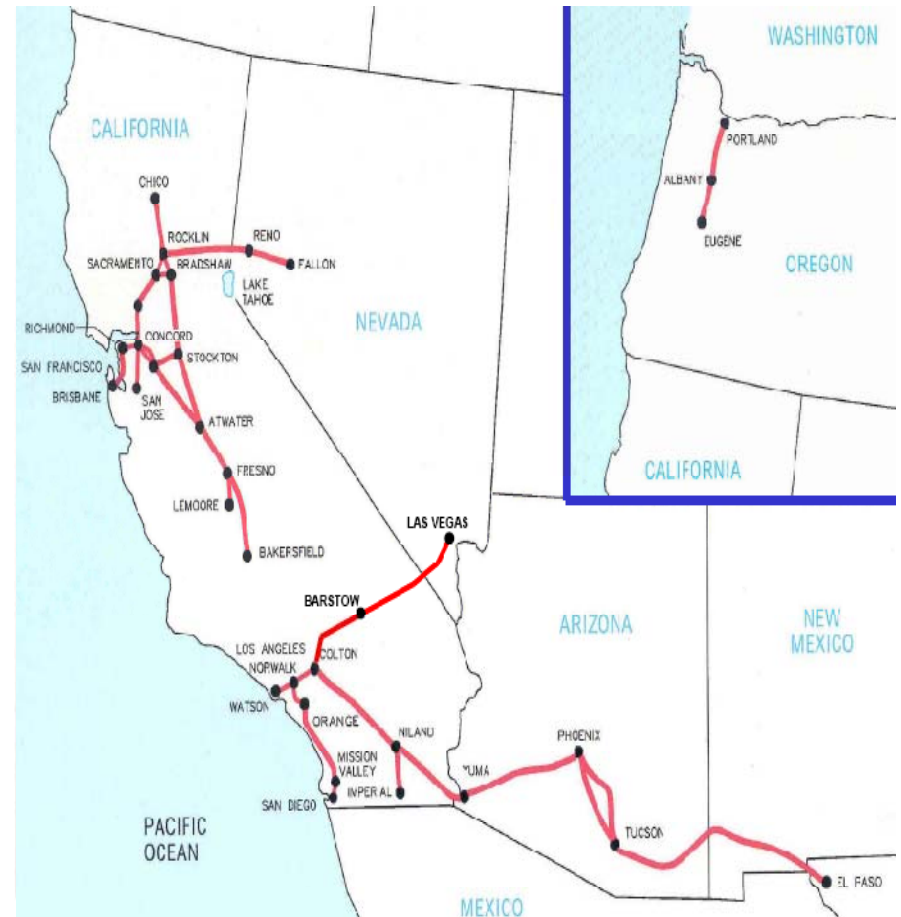 WASHINGTON
PORTLAND
ALBANY
EUGENE
CREGON
CALIFORNIA
CALIFORNIA
CHICO
ROCKLIN
RENO
SACRAMENTO
BRADSHAW
FALLON
LAKE
TAHOE
NEVADA
RICHMOND
CONCORD
STOCKTON
SAN FRANCISCO
BRISBANE
SAN
JOSE
ATWATER
FRESNO
LEMOORE
BAKERSFIELD
LAS VEGAS
BARSTOW
ARIZONA
NEW
MEXICO
LOS ANGELES
COLTON
NORWALK
WATSON
ORANGE
NILAND
PHOENIX
MISSION
VALLEY
IMPERAL
YUMA
SAN DIEGO
TUCSON
PACIFIC
OCEAN
EL PASO
MEXICO